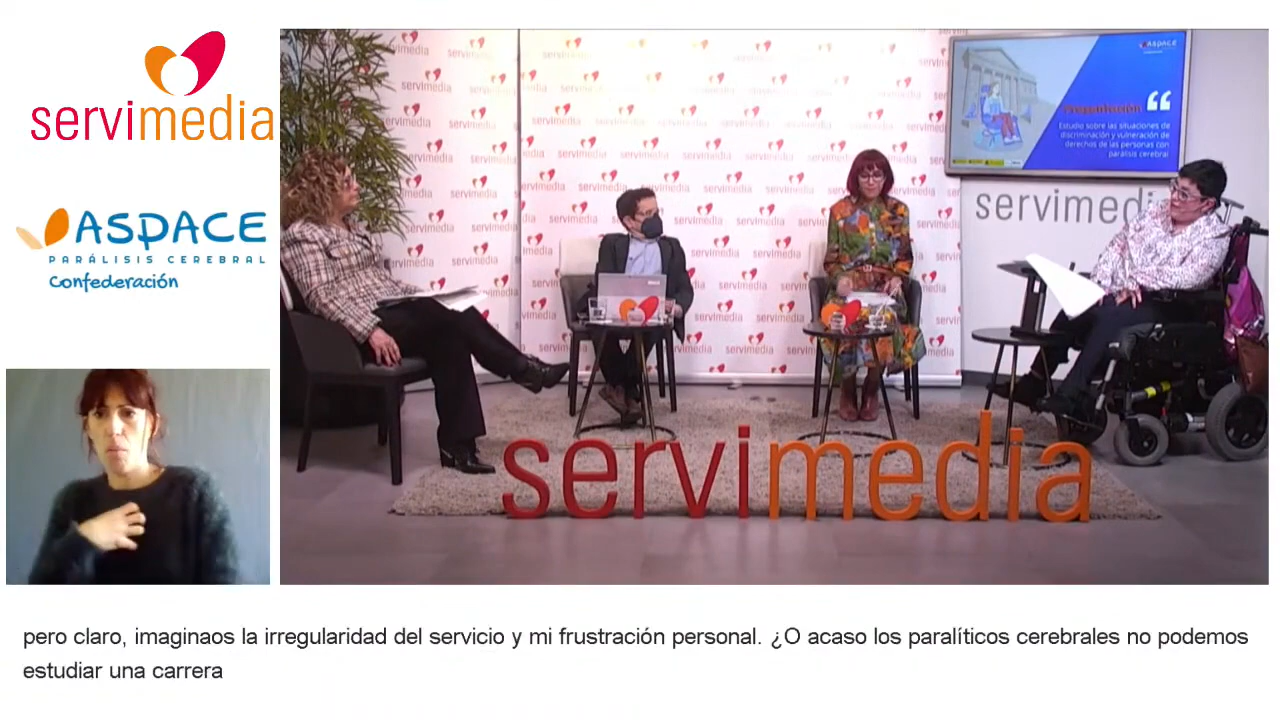 servimedia
ASPACE
PARÁLISIS CEREBRAL
Confederación
ASPACE
Presentación
Estudio sobre las situaciones de
discriminación y vulneración de
derechos de las personas con
parálisis cerebral
servimedia
servimedia
pero claro, imaginaos la irregularidad del servicio y mi frustración personal. ¿O acaso los paralíticos cerebrales no podemos
estudiar una carrera